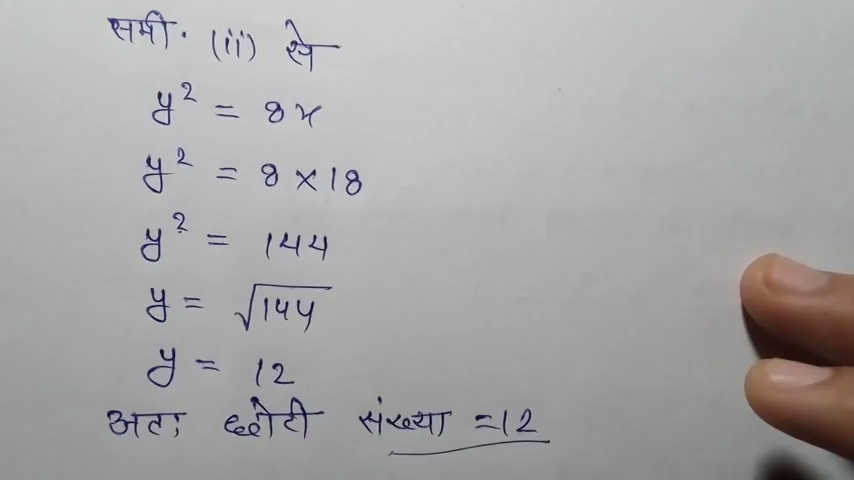 समी. (ii) से
y² = 8x
y² = 8 × 18
y² = 144
y = √144
y = 12
अतः छोटी संख्या = 12